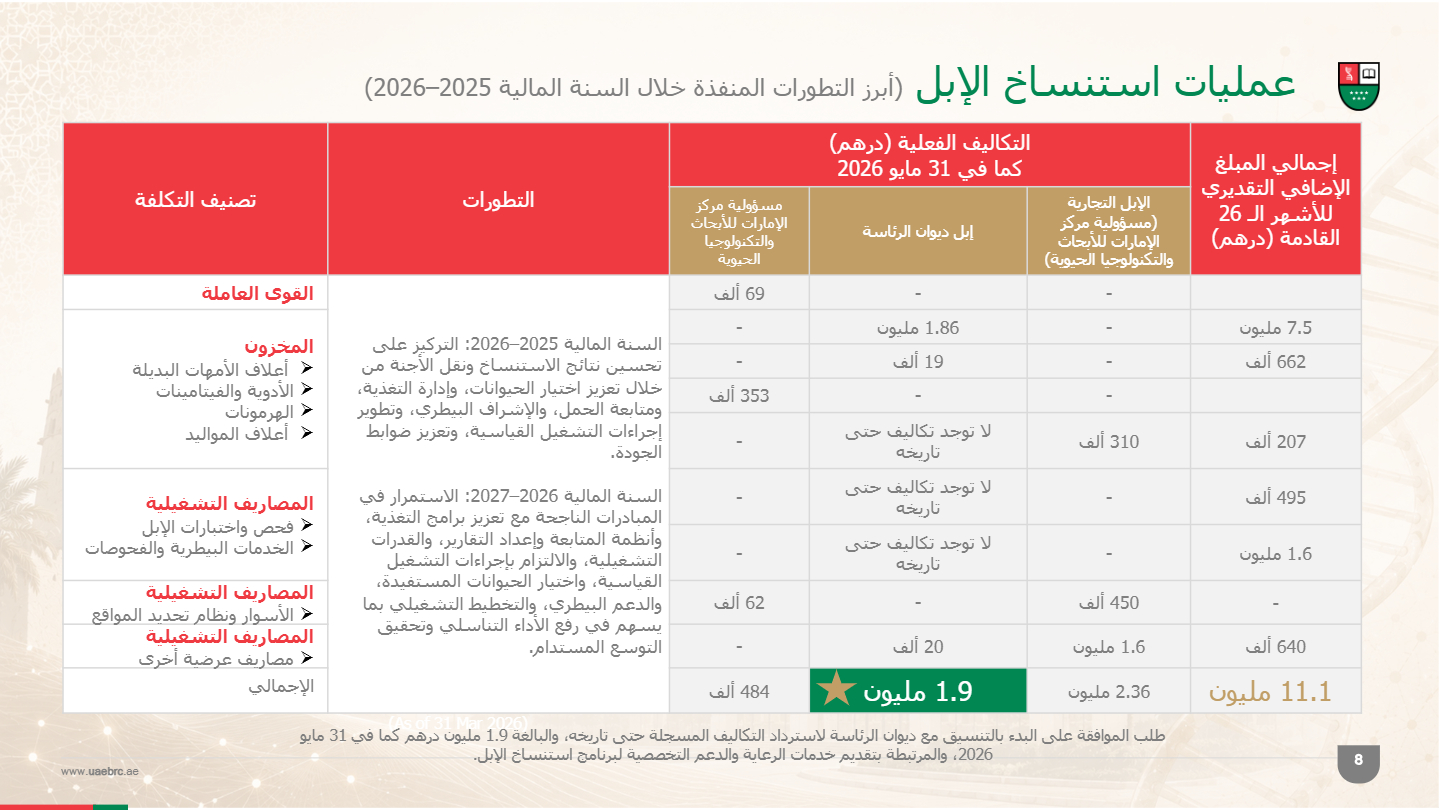 عمليات استنساخ الإبل (أبرز التطورات المنفذة خلال السنة المالية 2025–2026)
إجمالي المبلغ
الإضافي التقديري
للأشهر الـ 26
القادمة (درهم)
التكاليف الفعلية (درهم)
كما في 31 مايو 2026
التطورات
تصنيف التكلفة
الإبل التجارية
(مسؤولية مركز
الإمارات للأبحاث
والتكنولوجيا الحيوية)
إبل ديوان الرئاسة
مسؤولية مركز
الإمارات للأبحاث
والتكنولوجيا
الحيوية
- - 69 ألف
القوى العاملة
7.5 مليون - 1.86 مليون -
662 ألف - 19 ألف -
- - 353 ألف
207 ألف 310 ألف لا توجد تكاليف حتى
تاريخه -
المخزون
أعلاف الأمهات البديلة
الأدوية والفيتامينات
الهرمونات
أعلاف المواليد
495 ألف - لا توجد تكاليف حتى
تاريخه -
1.6 مليون - لا توجد تكاليف حتى
تاريخه -
المصاريف التشغيلية
فحص واختبارات الإبل
الخدمات البيطرية والفحوصات
- 450 ألف - 62 ألف
المصاريف التشغيلية
الأسوار ونظام تحديد المواقع
640 ألف 1.6 مليون 20 ألف -
المصاريف التشغيلية
مصاريف عرضية أخرى
11.1 مليون 2.36 مليون 1.9 مليون 484 ألف
الإجمالي
السنة المالية 2025–2026: التركيز على
تحسين نتائج الاستنساخ ونقل الأجنة من
خلال تعزيز اختيار الحيوانات، وإدارة التغذية،
ومتابعة الحمل، والإشراف البيطري، وتطوير
إجراءات التشغيل القياسية، وتعزيز ضوابط
الجودة.
السنة المالية 2026–2027: الاستمرار في
المبادرات الناجحة مع تعزيز برامج التغذية،
وأنظمة المتابعة وإعداد التقارير، والقدرات
التشغيلية، والالتزام بإجراءات التشغيل
القياسية، واختيار الحيوانات المستفيدة،
والدعم البيطري، والتخطيط التشغيلي بما
يسهم في رفع الأداء التناسلي وتحقيق
التوسع المستدام.
(As of 31 Mar 2026)
طلب الموافقة على البدء بالتنسيق مع ديوان الرئاسة لاسترداد التكاليف المسجلة حتى تاريخه، والبالغة 1.9 مليون درهم كما في 31 مايو
2026، والمرتبطة بتقديم خدمات الرعاية والدعم التخصصية لبرنامج استنساخ الإبل.
www.uaebrc.ae
8